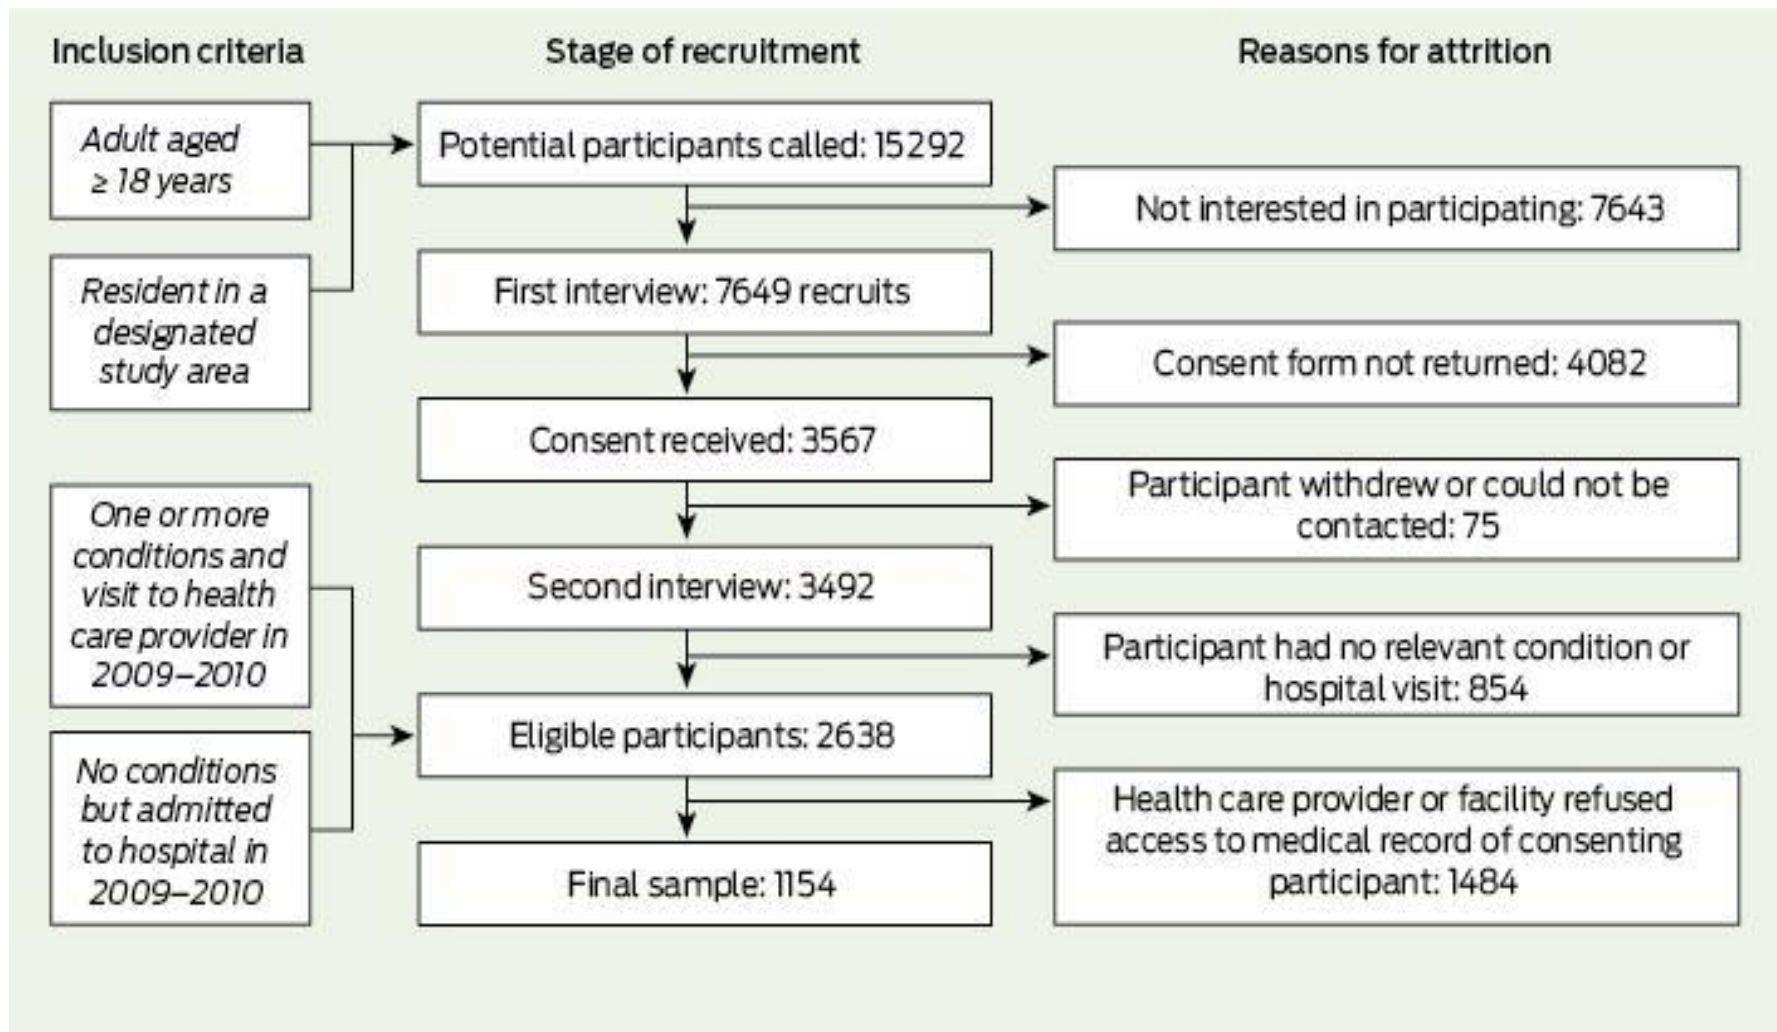 Inclusion criteria
Stage of recruitment
Reasons for attrition
Adult aged
≥ 18 years
Resident in a
designated
study area
One or more
conditions and
visit to health
care provider in
2009–2010
No conditions
but admitted
to hospital in
2009–2010
Potential participants called: 15292
First interview: 7649 recruits
Consent received: 3567
Second interview: 3492
Eligible participants: 2638
Final sample: 1154
Not interested in participating: 7643
Consent form not returned: 4082
Participant withdrew or could not be
contacted: 75
Participant had no relevant condition or
hospital visit: 854
Health care provider or facility refused
access to medical record of consenting
participant: 1484